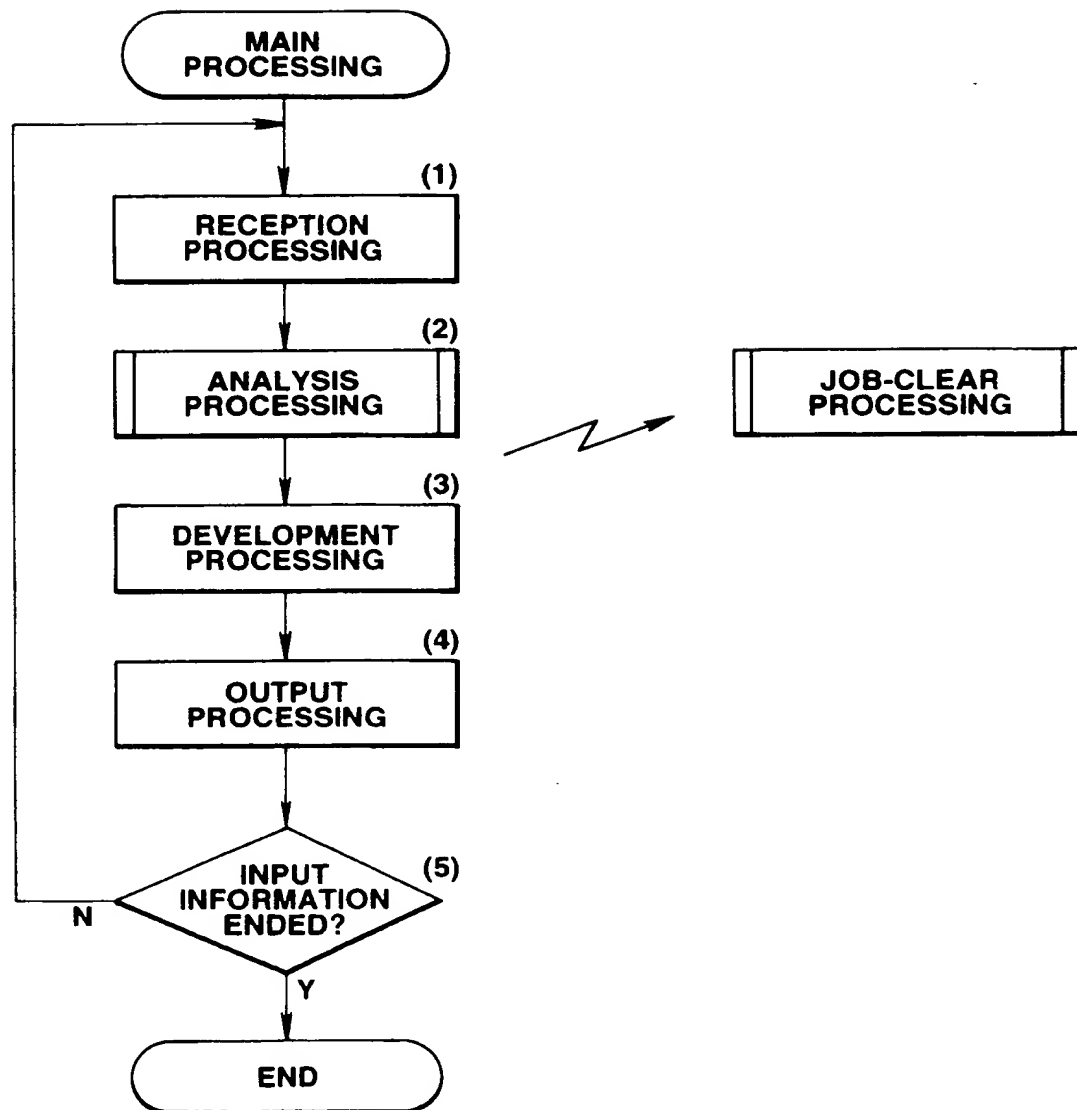 MAIN
PROCESSING
(1)
RECEPTION
PROCESSING
(2)
ANALYSIS
PROCESSING
JOB-CLEAR
PROCESSING
(3)
DEVELOPMENT
PROCESSING
(4)
OUTPUT
PROCESSING
(5)
INPUT
INFORMATION
ENDED?
N
Y
END